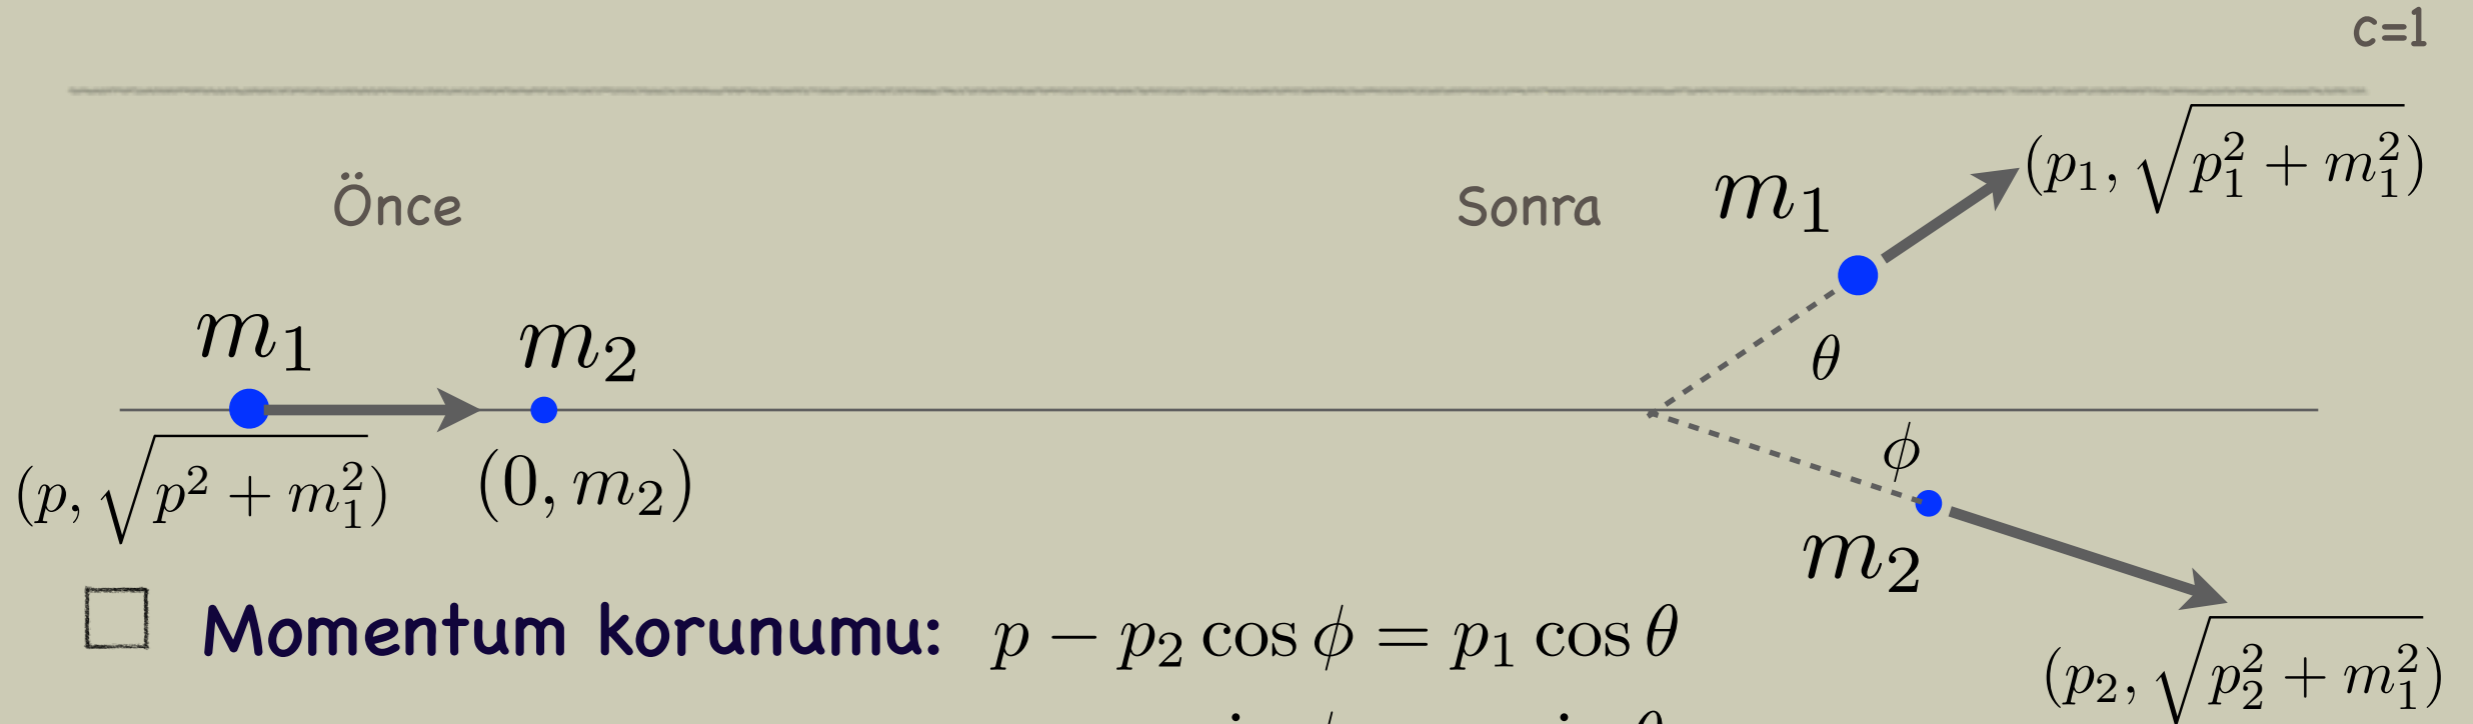 c=1
Önce
Sonra
m₁
(p₁, √(p₁² + m₁²))
m₁
m₂
θ
(p, √(p² + m₁²))
(0, m₂)
ϕ
m₂
Momentum korunumu: p − p₂ cos ϕ = p₁ cos θ
(p₂, √(p₂² + m₁²))